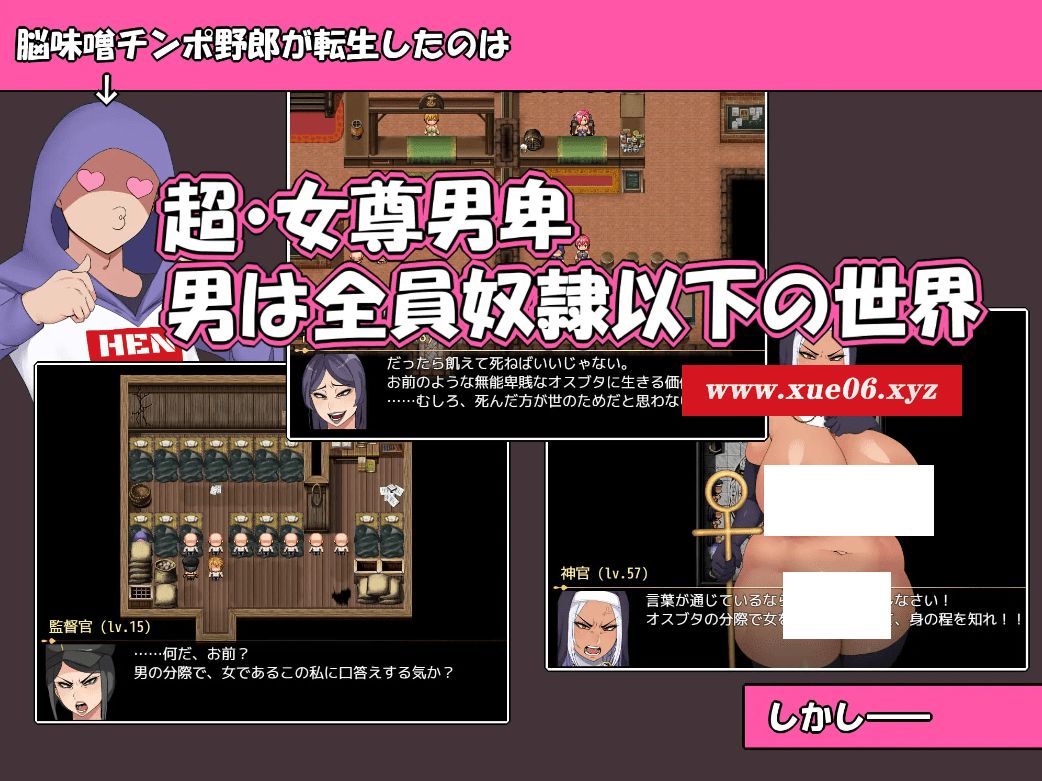 脳味噌チンポ野郎が転生したのは
↓
超・女尊男卑
男は全員奴隷以下の世界
HEN
だったら飢えて死ねばいいじゃない。
お前のような無能卑賎なオスブタに生きる価
……むしろ、死んだ方が世のためだと思わな
www.xue06.xyz
神官 (lv.57)
言葉が通じているな しなさい！
オスブタの分際で女 、身の程を知れ！！
監督官 (lv.15)
……何だ、お前？
男の分際で、女であるこの私に口答えする気か？
しかし――